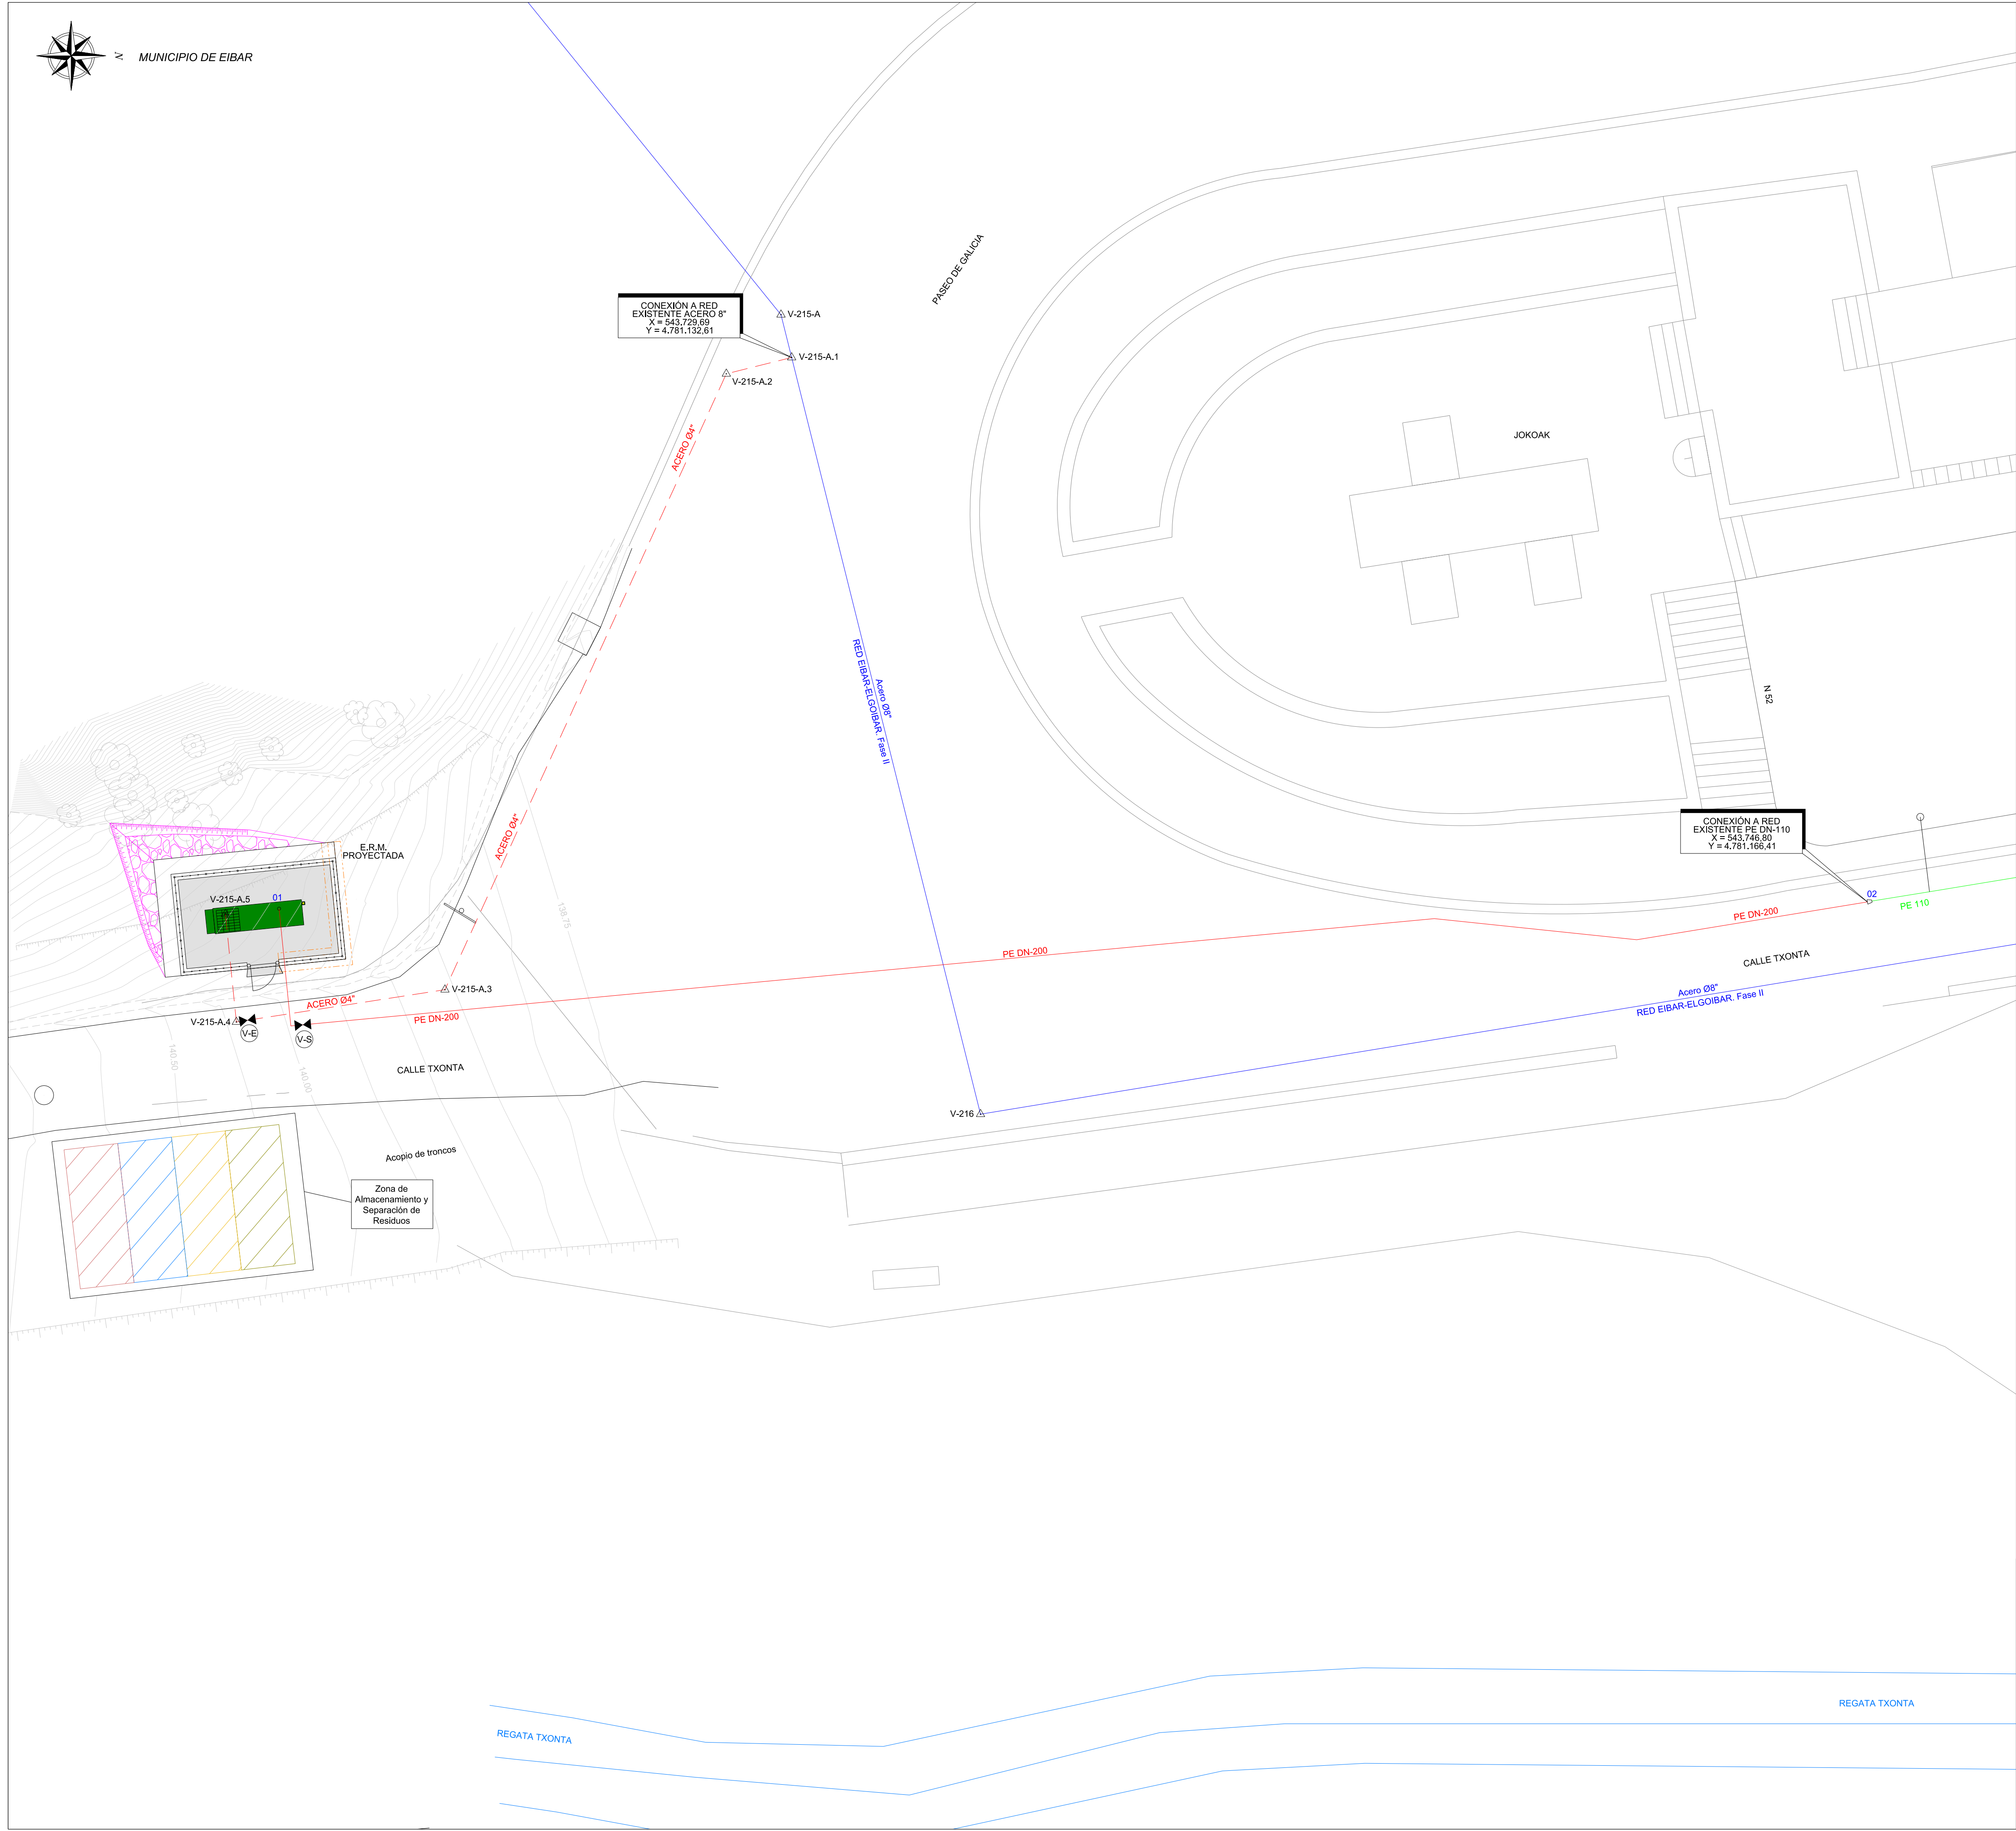 N
MUNICIPIO DE EIBAR
PASEO DE GALICIA
CONEXIÓN A RED
EXISTENTE ACERO 8"
X = 543.729,69
Y = 4.781.132,61
V-215-A
V-215-A.1
V-215-A.2
ACERO Ø4"
JOKOAK
Acero Ø8"
RED EIBAR-ELGOIBAR. Fase II
N 52
CONEXIÓN A RED
EXISTENTE PE DN-110
X = 543.746,80
Y = 4.781.166,41
ACERO Ø4"
E.R.M.
PROYECTADA
V-215-A.5
01
138.75
02
PE 110
PE DN-200
PE DN-200
CALLE TXONTA
V-215-A.3
ACERO Ø4"
Acero Ø8"
RED EIBAR-ELGOIBAR. Fase II
PE DN-200
V-215-A.4
V-E
V-S
140.50
140.00
CALLE TXONTA
V-216
Acopio de troncos
Zona de
Almacenamiento y
Separación de
Residuos
REGATA TXONTA
REGATA TXONTA